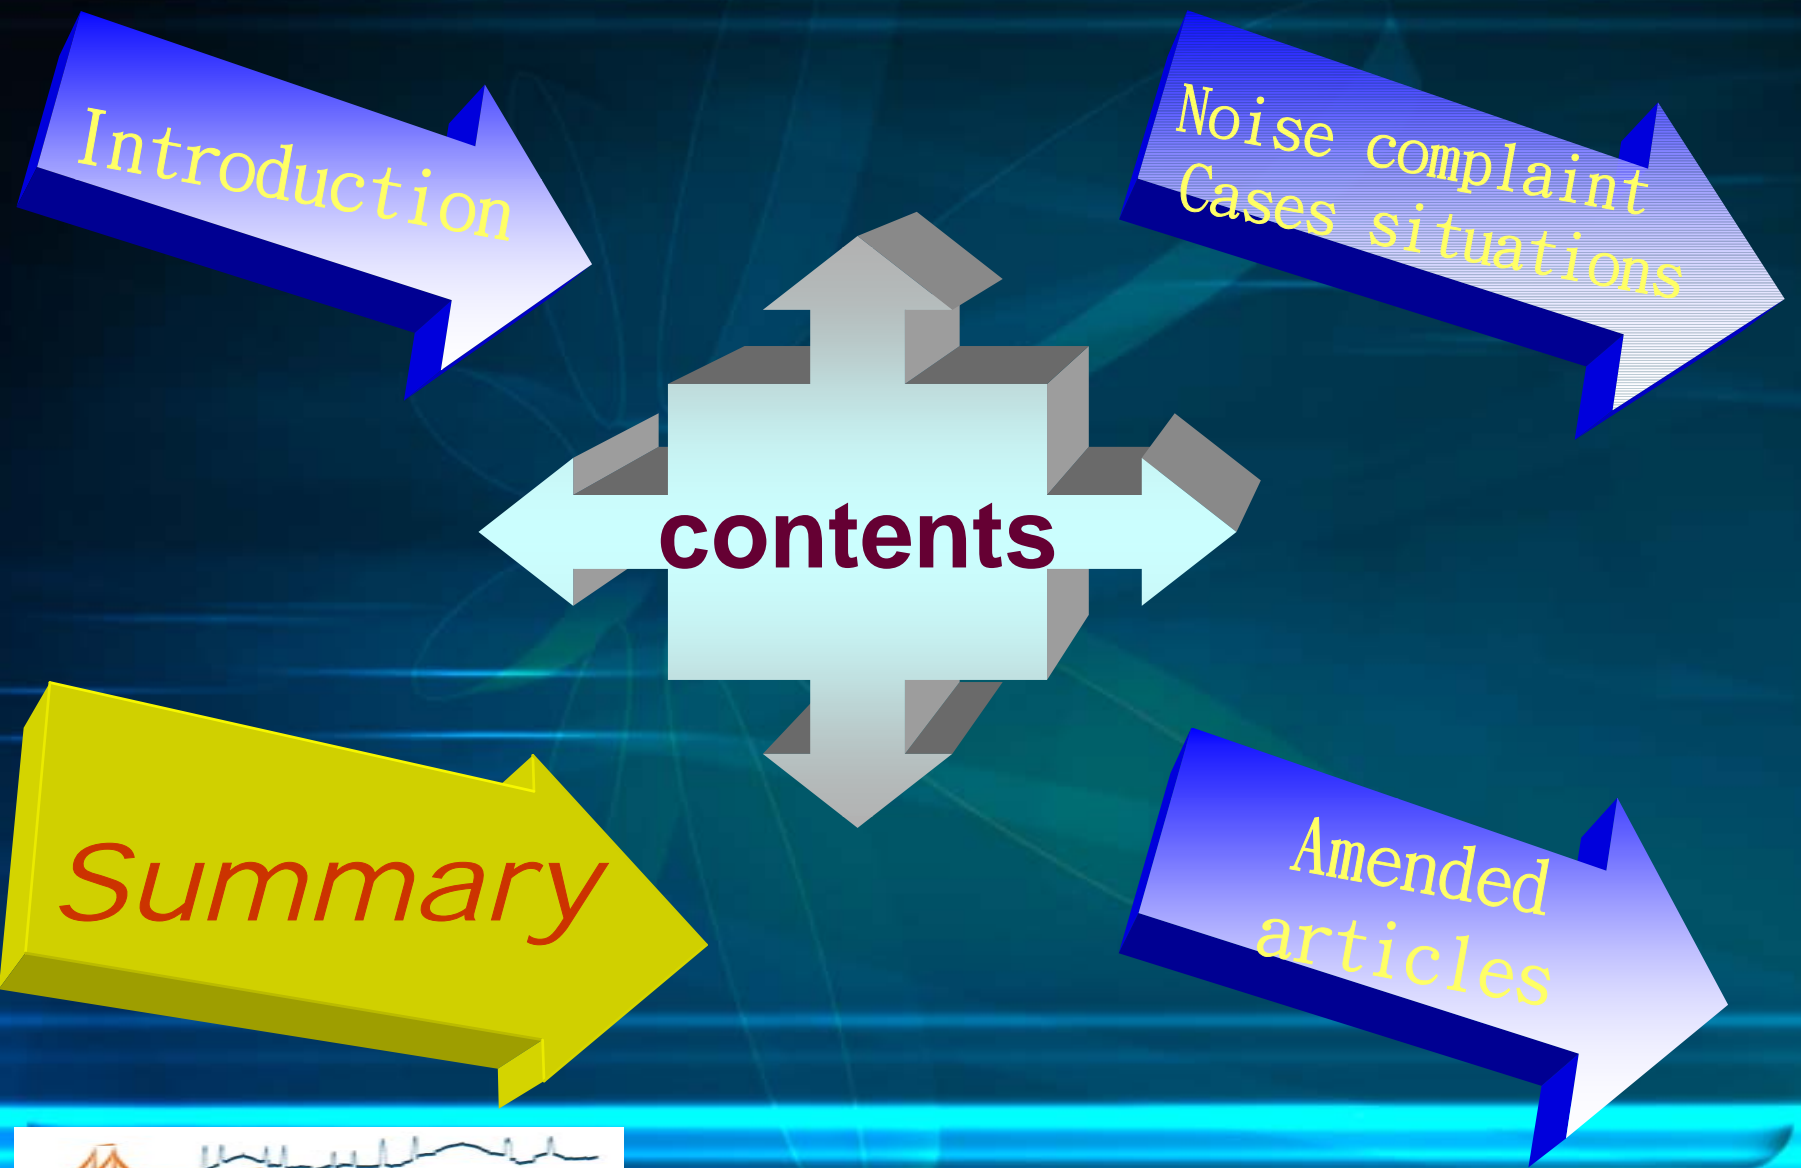 Introduction
Noise complaint
Cases situations
contents
Summary
Amended
articles